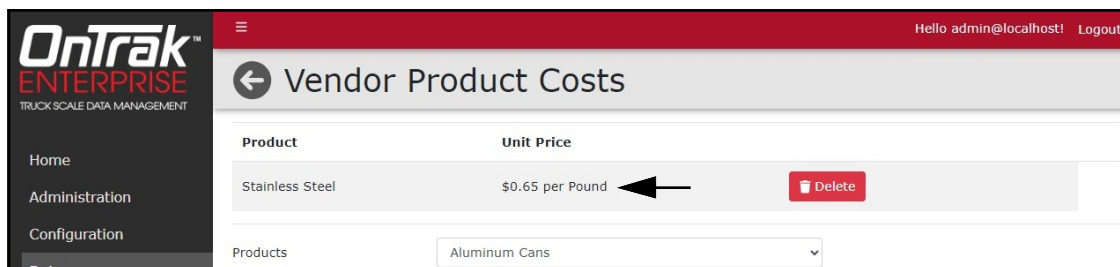 OnTrak™
ENTERPRISE
TRUCK SCALE DATA MANAGEMENT
Home
Administration
Configuration
☰ Hello admin@localhost! Logout
Vendor Product Costs
Product Unit Price
Stainless Steel $0.65 per Pound Delete
Products Aluminum Cans